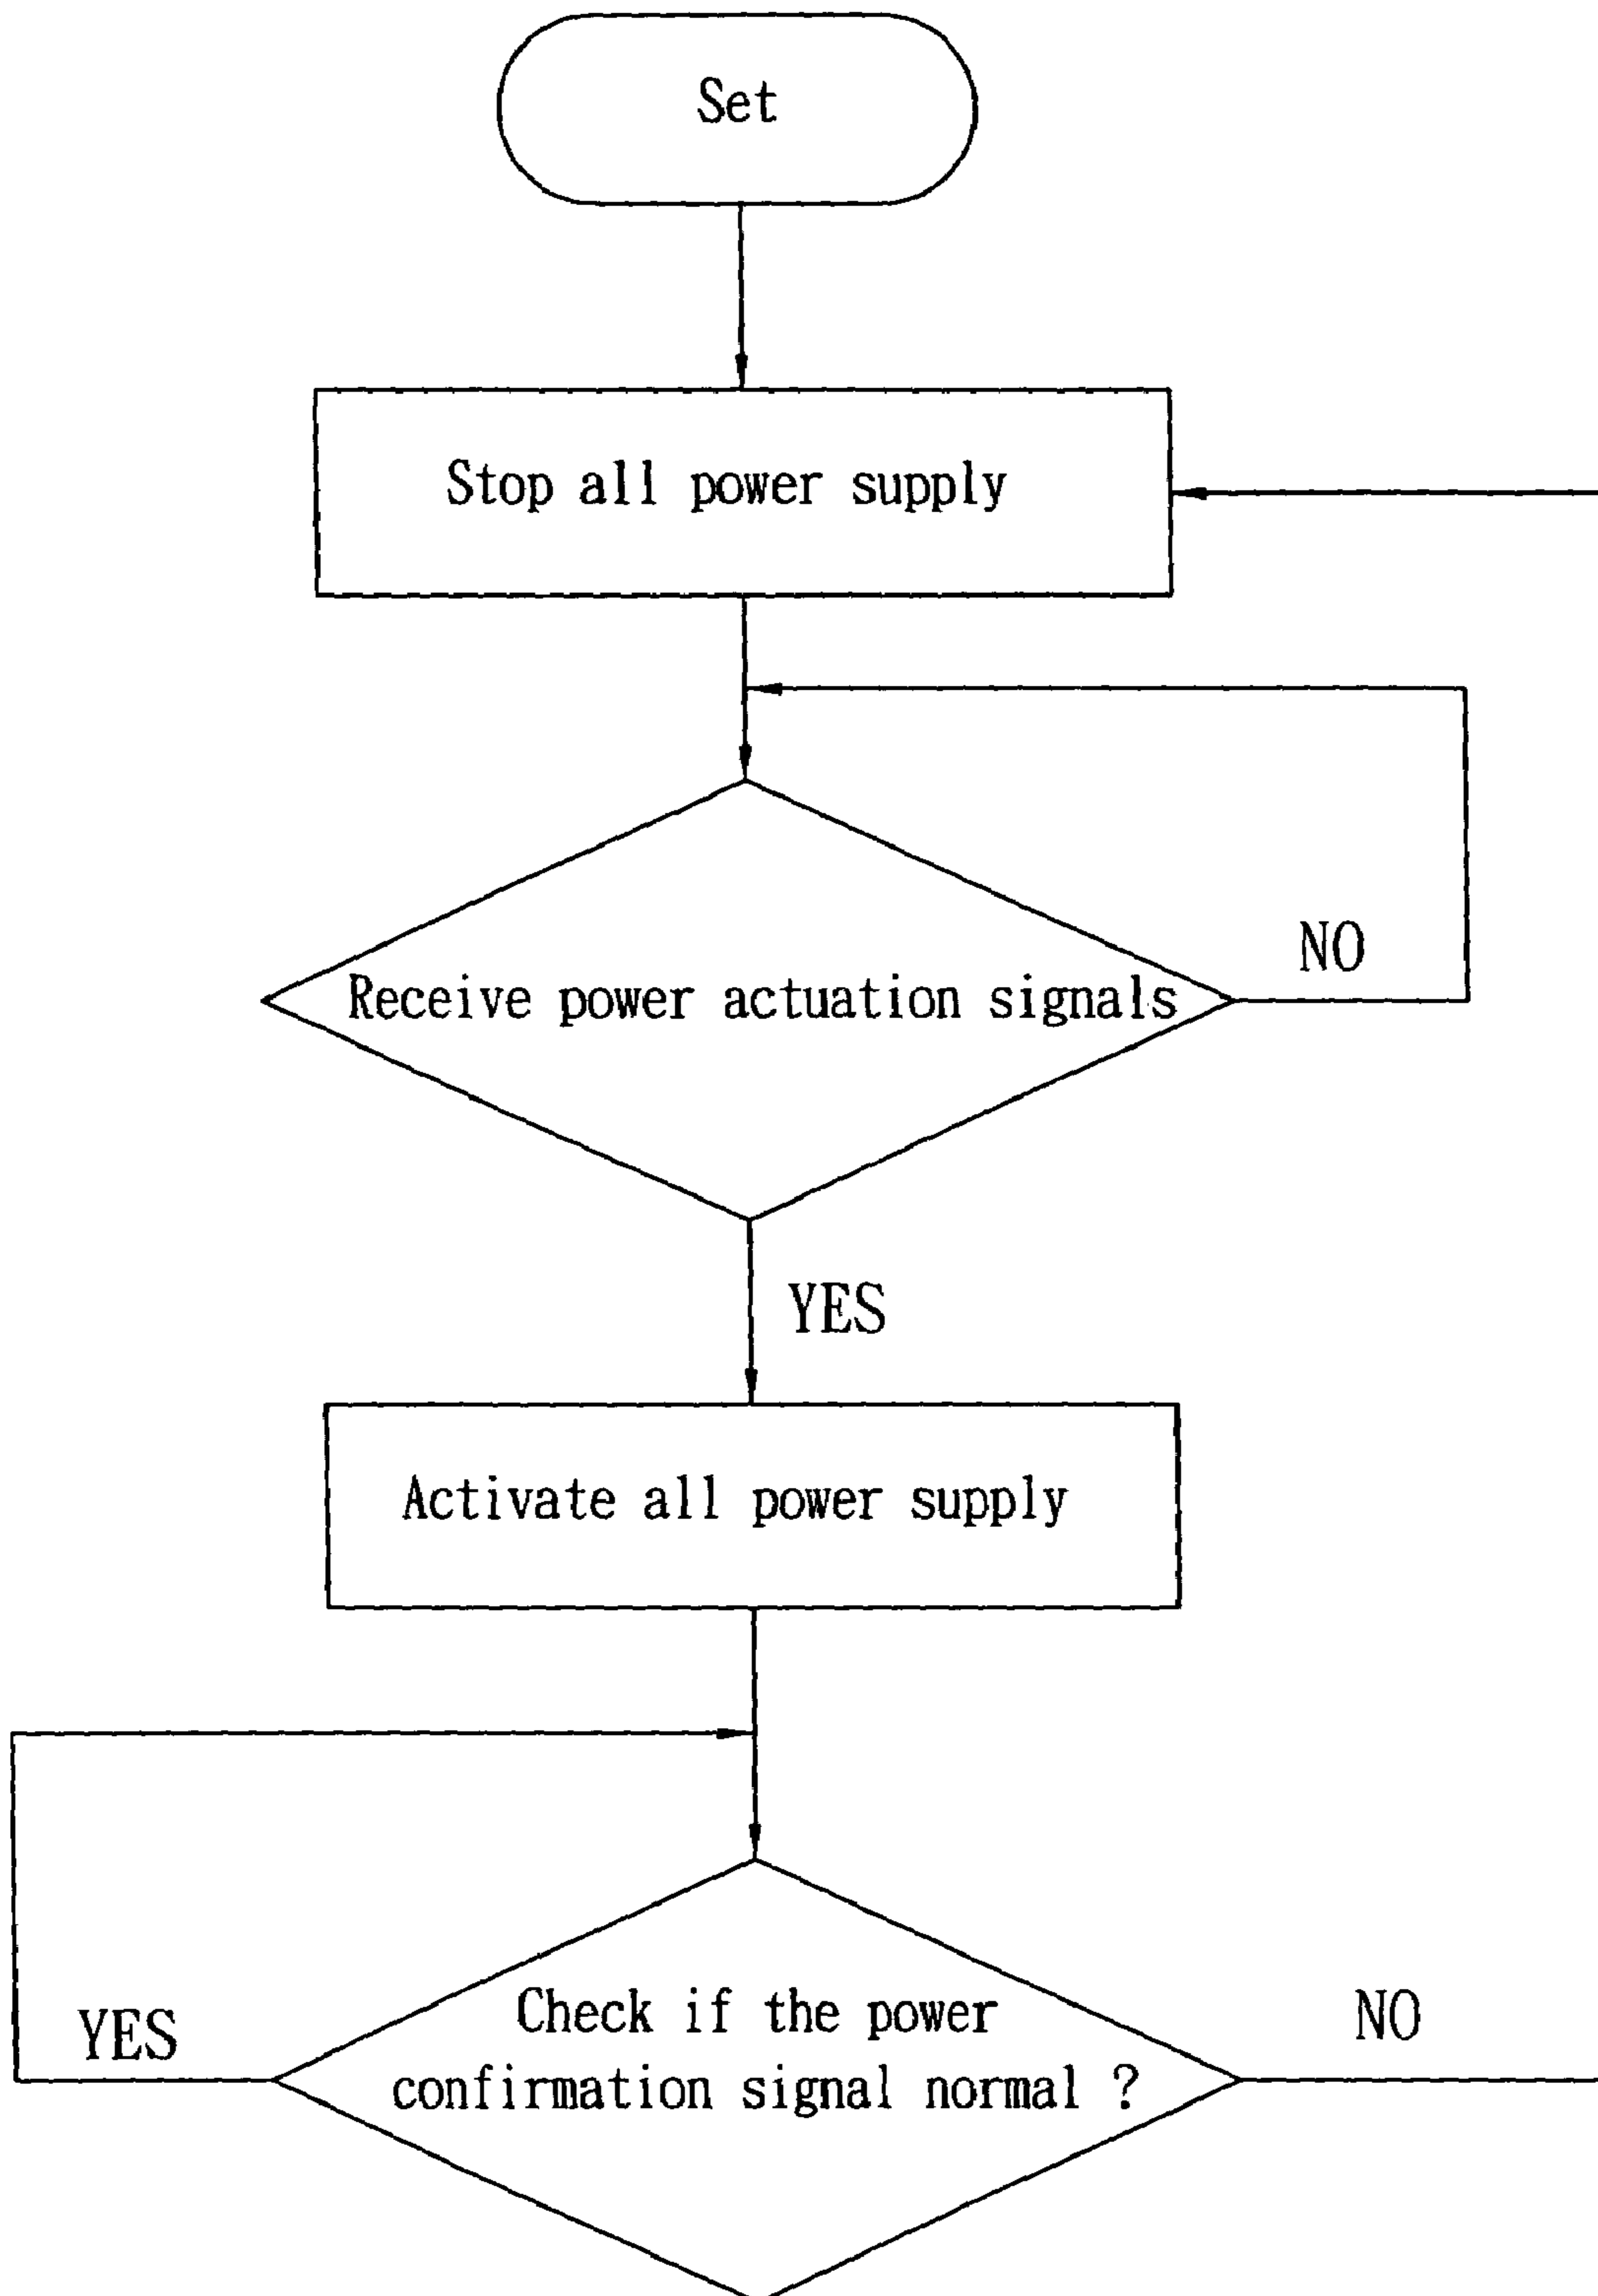 Set
Stop all power supply
NO
Receive power actuation signals
YES
Activate all power supply
YES
Check if the power
confirmation signal normal ?
NO